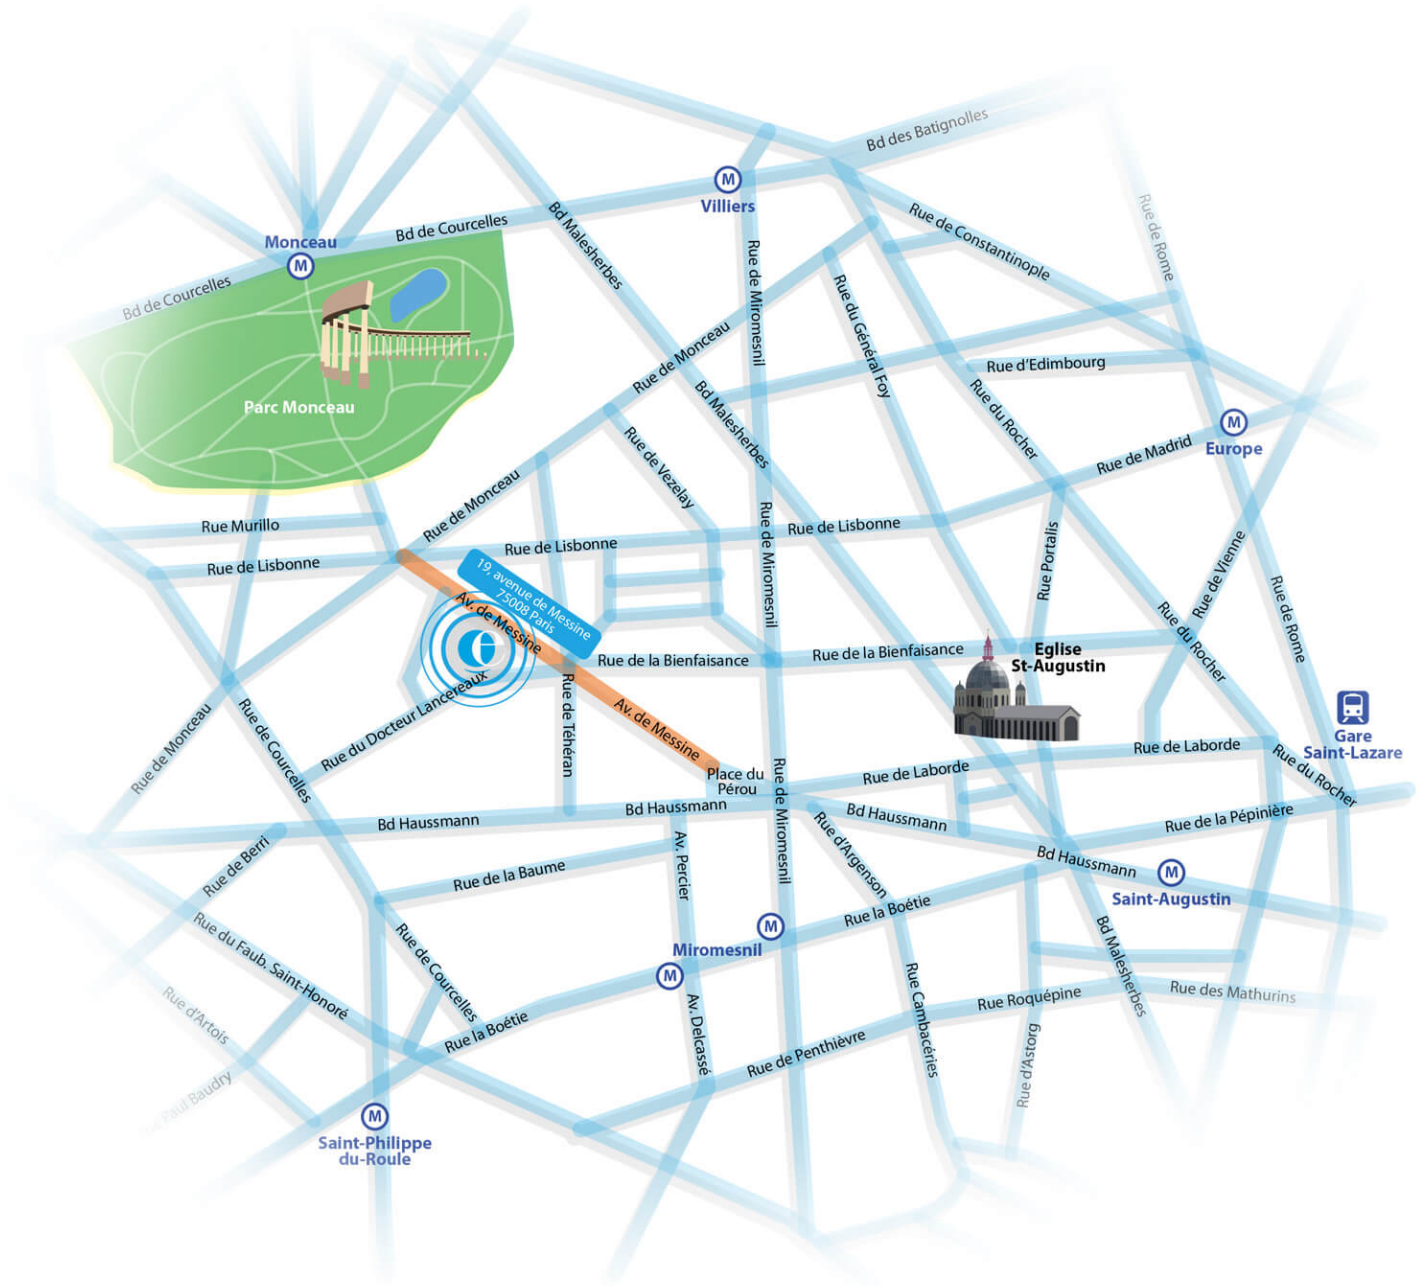 Bd des Batignolles
M
Villiers
Bd de Courcelles
Monceau
M
Bd de Courcelles
Bd Malesherbes
Rue de Constantinople
Rue de Rome
Rue de Miromesnil
Rue du Général Foy
Rue de Monceau
Rue d'Edimbourg
Parc Monceau
Bd Malesherbes
Rue du Rocher
M
Europe
Rue de Madrid
Rue de Vezelay
Rue de Monceau
Rue Murillo
Rue de Lisbonne
Rue de Lisbonne
Rue de Lisbonne
Rue de Miromesnil
Rue Portalis
Rue de Vienne
Rue de Rome
19, avenue de Messine
75008 Paris
Av. de Messine
e
Rue de la Bienfaisance
Rue de la Bienfaisance
Eglise
St-Augustin
Rue du Rocher
Rue du Docteur Lancereaux
Rue de Téhéran
Av. de Messine
Rue de Monceau
Rue de Courcelles
Gare
Saint-Lazare
Rue de Laborde
Rue de Laborde
Rue du Rocher
Place du
Pérou
Rue de Miromesnil
Bd Haussmann
Bd Haussmann
Bd Haussmann
Rue de la Pépinière
Rue d'Argenson
Av. Percier
Rue de Berri
Rue de la Baume
Bd Haussmann
M
Saint-Augustin
Rue la Boétie
M
Miromesnil
M
Rue du Faub. Saint-Honoré
Rue de Courcelles
Bd Malesherbes
Rue d'Artois
Rue la Boétie
Av. Delcassé
Rue Cambacéries
Rue Roquépine
Rue des Mathurins
Rue de Penthièvre
Rue d'Astorg
Paul Baudry
M
Saint-Philippe
du-Roule